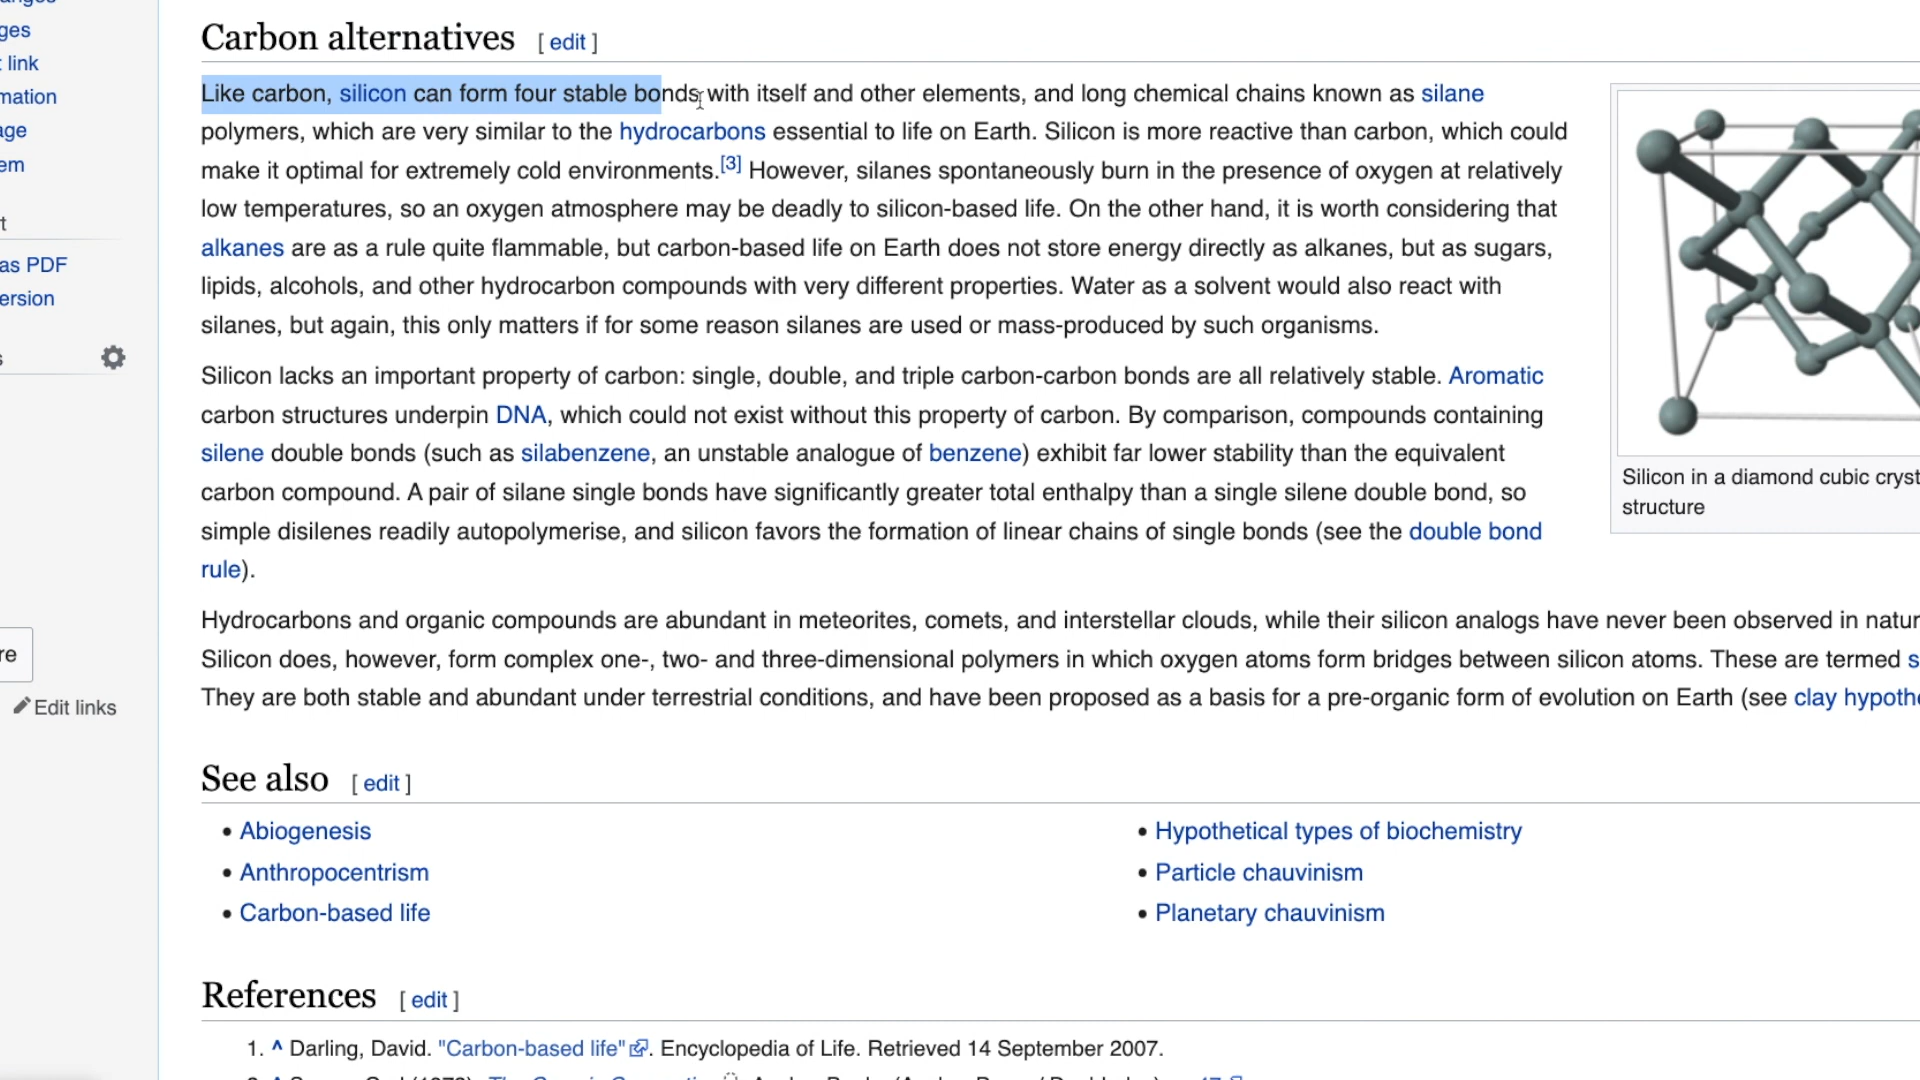 ges
link
mation
age
em
t
as PDF
ersion
s
re
Edit links
Carbon alternatives [ edit ]
Like carbon, silicon can form four stable bonds with itself and other elements, and long chemical chains known as silane
polymers, which are very similar to the hydrocarbons essential to life on Earth. Silicon is more reactive than carbon, which could
make it optimal for extremely cold environments.[3] However, silanes spontaneously burn in the presence of oxygen at relatively
low temperatures, so an oxygen atmosphere may be deadly to silicon-based life. On the other hand, it is worth considering that
alkanes are as a rule quite flammable, but carbon-based life on Earth does not store energy directly as alkanes, but as sugars,
lipids, alcohols, and other hydrocarbon compounds with very different properties. Water as a solvent would also react with
silanes, but again, this only matters if for some reason silanes are used or mass-produced by such organisms.
Silicon lacks an important property of carbon: single, double, and triple carbon-carbon bonds are all relatively stable. Aromatic
carbon structures underpin DNA, which could not exist without this property of carbon. By comparison, compounds containing
silene double bonds (such as silabenzene, an unstable analogue of benzene) exhibit far lower stability than the equivalent
carbon compound. A pair of silane single bonds have significantly greater total enthalpy than a single silene double bond, so
simple disilenes readily autopolymerise, and silicon favors the formation of linear chains of single bonds (see the double bond
rule).
Silicon in a diamond cubic cryst
structure
Hydrocarbons and organic compounds are abundant in meteorites, comets, and interstellar clouds, while their silicon analogs have never been observed in natur
Silicon does, however, form complex one-, two- and three-dimensional polymers in which oxygen atoms form bridges between silicon atoms. These are termed s
They are both stable and abundant under terrestrial conditions, and have been proposed as a basis for a pre-organic form of evolution on Earth (see clay hypoth
See also [ edit ]
• Abiogenesis
• Anthropocentrism
• Carbon-based life
• Hypothetical types of biochemistry
• Particle chauvinism
• Planetary chauvinism
References [ edit ]
1. ^ Darling, David. "Carbon-based life". Encyclopedia of Life. Retrieved 14 September 2007.